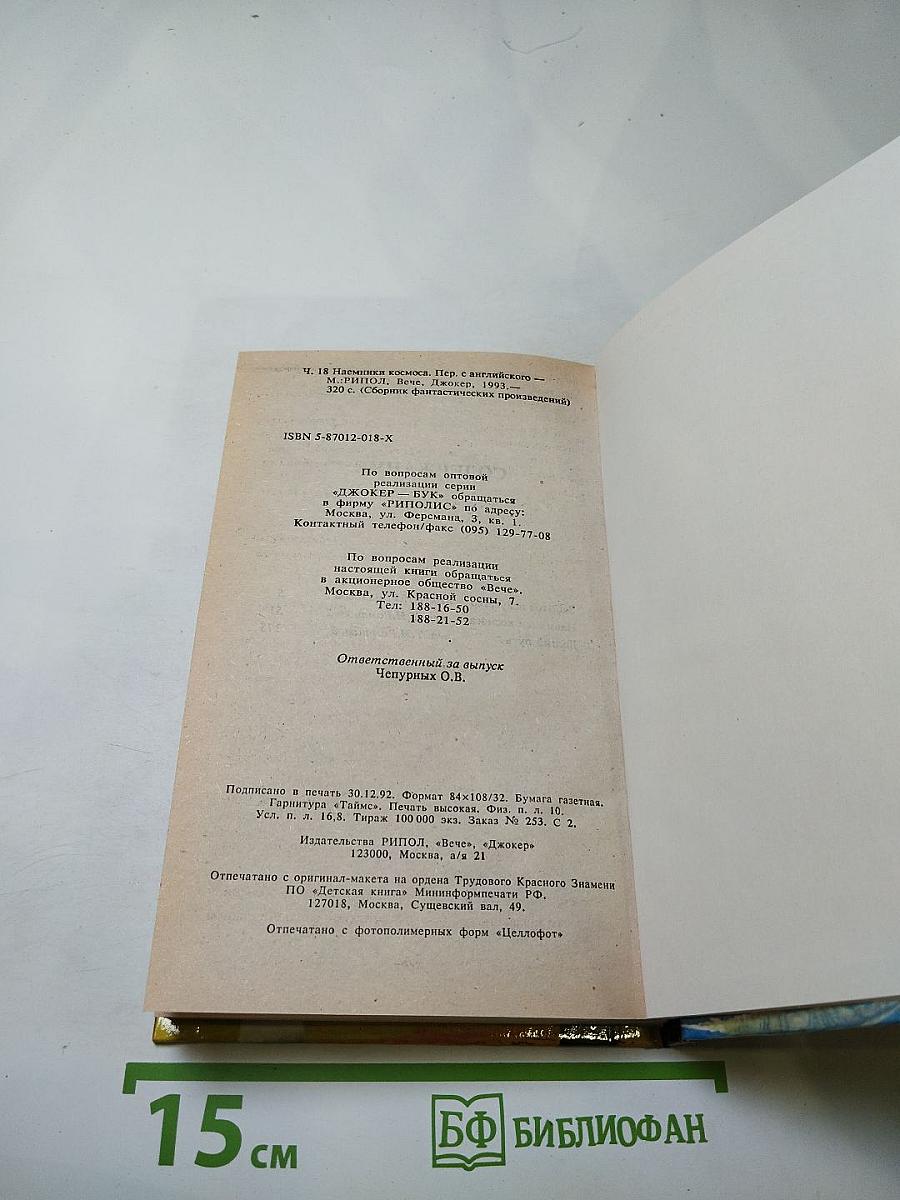 Ч. 18 Наемники космоса. Пер. с английского —
М.:РИПОЛ, Вече, Джокер, 1993.—
320 с. (Сборник фантастических произведений)
ISBN 5-87012-018-X
По вопросам оптовой
реализации серии
«ДЖОКЕР — БУК» обращаться
в фирму «РИПОЛИС» по адресу:
Москва, ул. Ферсмана, 3, кв. 1.
Контактный телефон/факс (095) 129-77-08
По вопросам реализации
настоящей книги обращаться
в акционерное общество «Вече».
Москва, ул. Красной сосны, 7.
Тел: 188-16-50
188-21-52
Ответственный за выпуск
Чепурных О.В.
Подписано в печать 30.12.92. Формат 84×108/32. Бумага газетная.
Гарнитура «Таймс». Печать высокая. Физ. п. л. 10.
Усл. п. л. 16,8. Тираж 100 000 экз. Заказ № 253. С 2.
Издательства РИПОЛ, «Вече», «Джокер»
123000, Москва, а/я 21
Отпечатано с оригинал-макета на ордена Трудового Красного Знамени
ПО «Детская книга» Мининформпечати РФ.
127018, Москва, Сущевский вал, 49.
Отпечатано с фотополимерных форм «Целлофот»
15 см
БФ БИБЛИОФАН